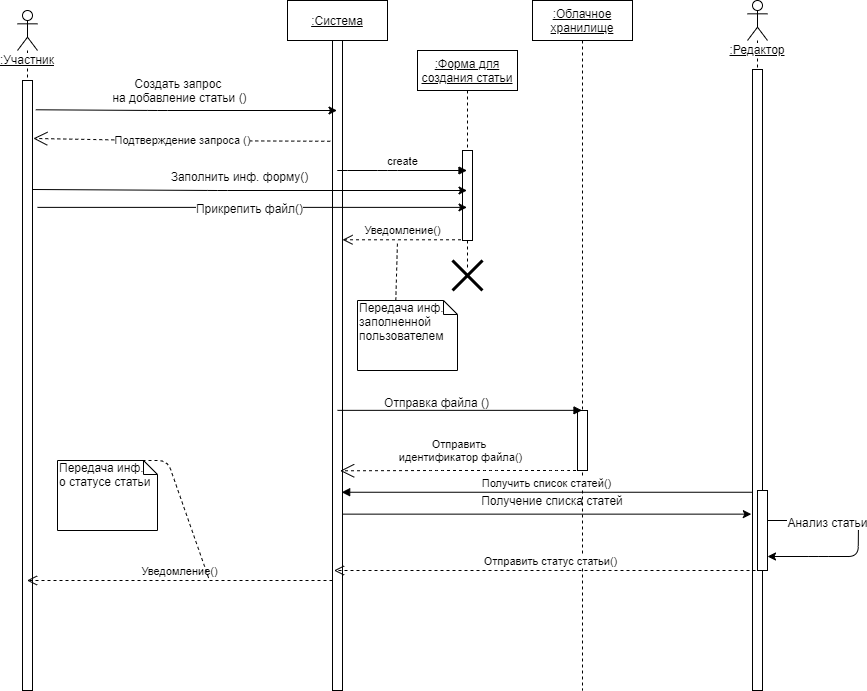 :Участник
:Система
:Облачное
хранилище
:Редактор
:Форма для
создания статьи
Создать запрос
на добавление статьи ()
Подтверждение запроса ()
create
Заполнить инф. форму()
Прикрепить файл()
Уведомление()
Передача инф.
заполненной
пользователем
Отправка файла ()
Отправить
идентификатор файла()
Передача инф.
о статусе статьи
Получить список статей()
Получение списка статей
Анализ статьи
Отправить статус статьи()
Уведомление()